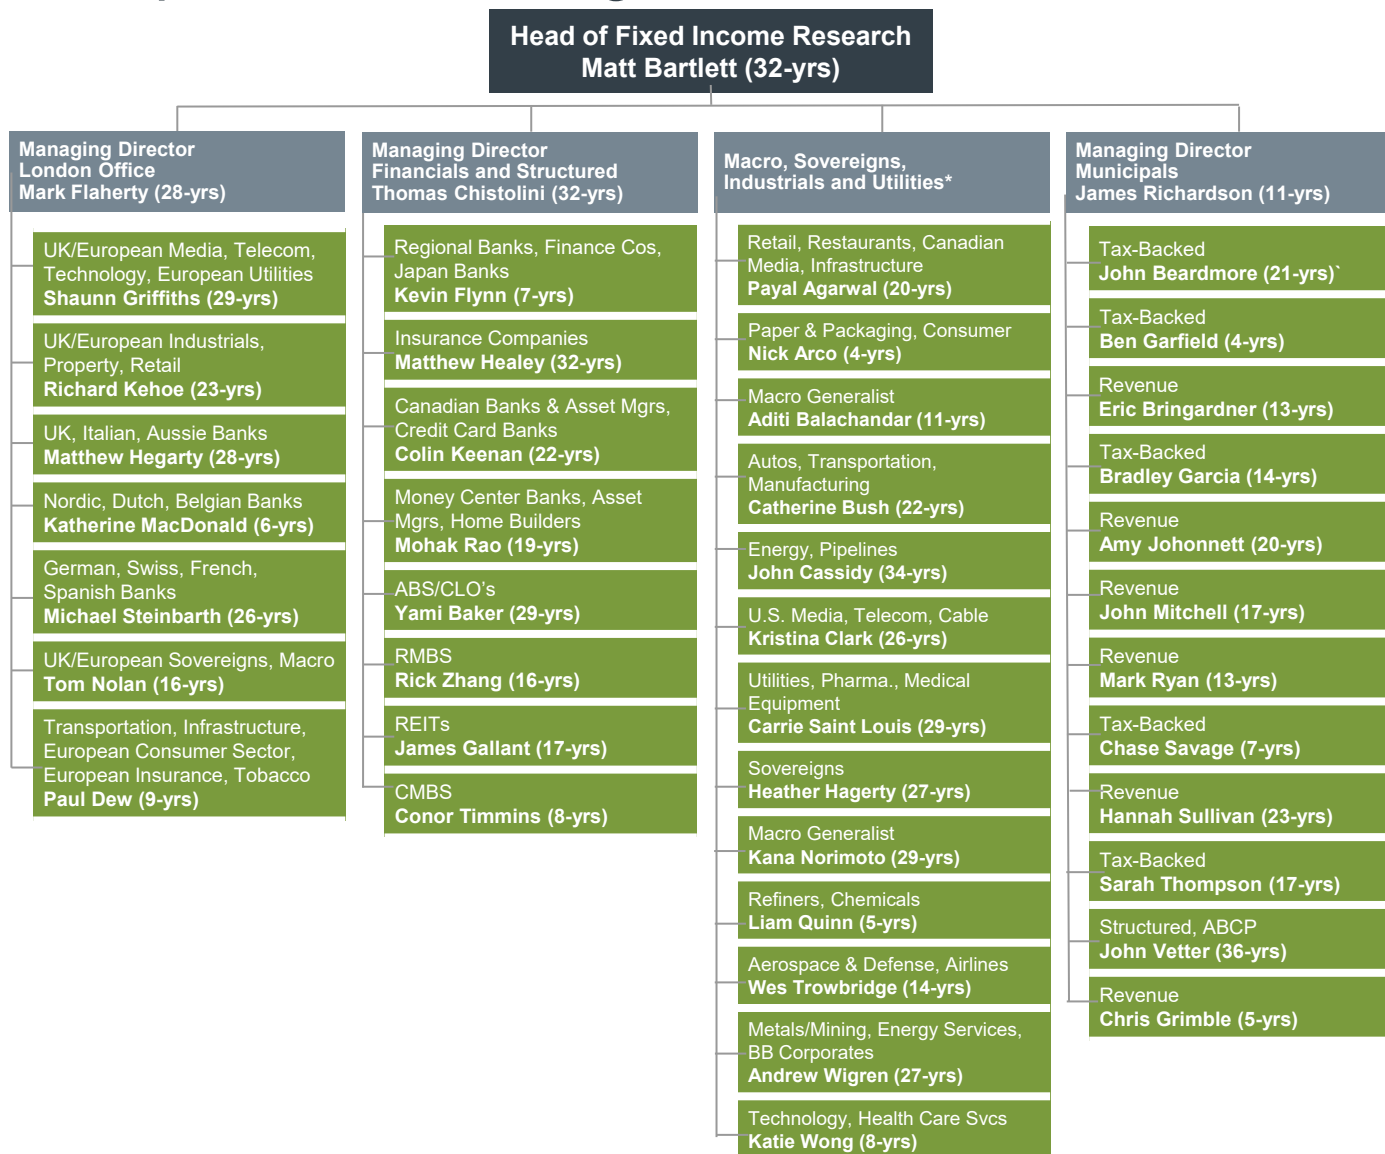 Head of Fixed Income Research
Matt Bartlett (32-yrs)
Managing Director
London Office
Mark Flaherty (28-yrs)
UK/European Media, Telecom,
Technology, European Utilities
Shaunn Griffiths (29-yrs)
UK/European Industrials,
Property, Retail
Richard Kehoe (23-yrs)
UK, Italian, Aussie Banks
Matthew Hegarty (28-yrs)
Nordic, Dutch, Belgian Banks
Katherine MacDonald (6-yrs)
German, Swiss, French,
Spanish Banks
Michael Steinbarth (26-yrs)
UK/European Sovereigns, Macro
Tom Nolan (16-yrs)
Transportation, Infrastructure,
European Consumer Sector,
European Insurance, Tobacco
Paul Dew (9-yrs)
Managing Director
Financials and Structured
Thomas Chistolini (32-yrs)
Regional Banks, Finance Cos,
Japan Banks
Kevin Flynn (7-yrs)
Insurance Companies
Matthew Healey (32-yrs)
Canadian Banks & Asset Mgrs,
Credit Card Banks
Colin Keenan (22-yrs)
Money Center Banks, Asset
Mgrs, Home Builders
Mohak Rao (19-yrs)
ABS/CLO’s
Yami Baker (29-yrs)
RMBS
Rick Zhang (16-yrs)
REITs
James Gallant (17-yrs)
CMBS
Conor Timmins (8-yrs)
Macro, Sovereigns,
Industrials and Utilities*
Retail, Restaurants, Canadian
Media, Infrastructure
Payal Agarwal (20-yrs)
Paper & Packaging, Consumer
Nick Arco (4-yrs)
Macro Generalist
Aditi Balachandar (11-yrs)
Autos, Transportation,
Manufacturing
Catherine Bush (22-yrs)
Energy, Pipelines
John Cassidy (34-yrs)
U.S. Media, Telecom, Cable
Kristina Clark (26-yrs)
Utilities, Pharma., Medical
Equipment
Carrie Saint Louis (29-yrs)
Sovereigns
Heather Hagerty (27-yrs)
Macro Generalist
Kana Norimoto (29-yrs)
Refiners, Chemicals
Liam Quinn (5-yrs)
Aerospace & Defense, Airlines
Wes Trowbridge (14-yrs)
Metals/Mining, Energy Services,
BB Corporates
Andrew Wigren (27-yrs)
Technology, Health Care Svcs
Katie Wong (8-yrs)
Managing Director
Municipals
James Richardson (11-yrs)
Tax-Backed
John Beardmore (21-yrs)`
Tax-Backed
Ben Garfield (4-yrs)
Revenue
Eric Bringardner (13-yrs)
Tax-Backed
Bradley Garcia (14-yrs)
Revenue
Amy Johonnett (20-yrs)
Revenue
John Mitchell (17-yrs)
Revenue
Mark Ryan (13-yrs)
Tax-Backed
Chase Savage (7-yrs)
Revenue
Hannah Sullivan (23-yrs)
Tax-Backed
Sarah Thompson (17-yrs)
Structured, ABCP
John Vetter (36-yrs)
Revenue
Chris Grimble (5-yrs)